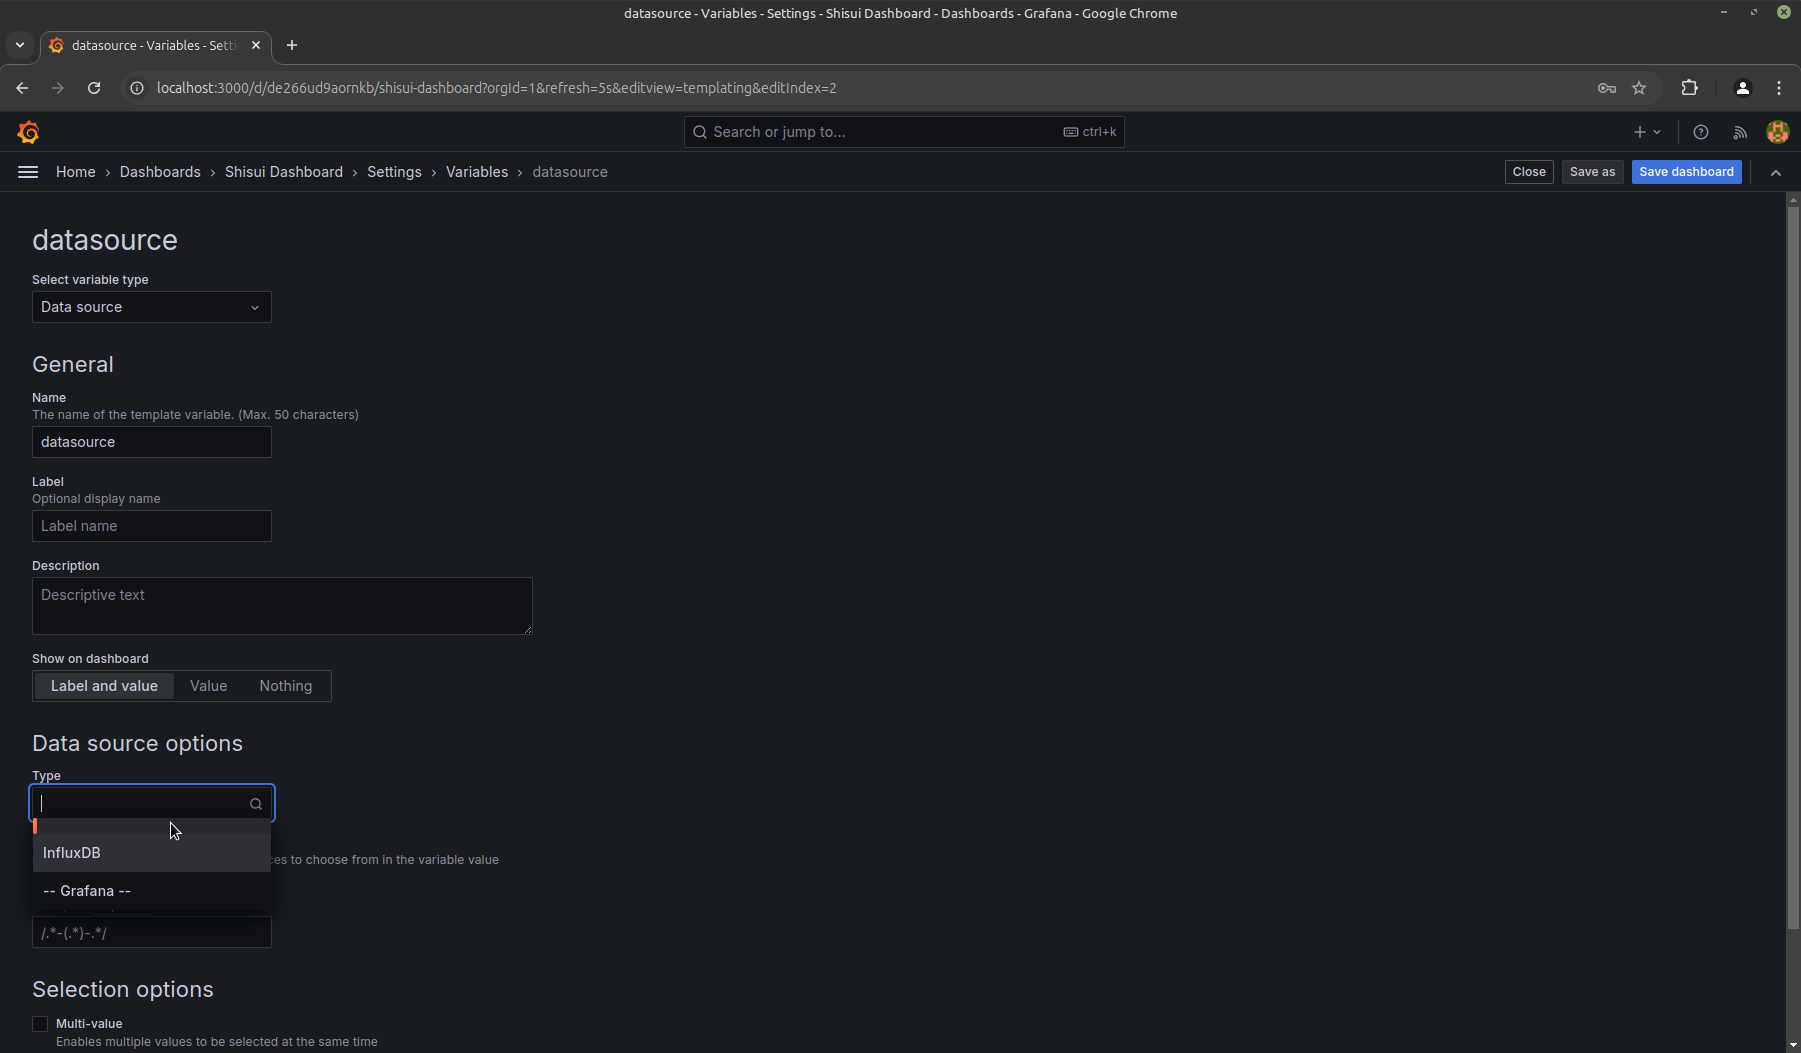 datasource - Variables - Settings - Shisui Dashboard - Dashboards - Grafana - Google Chrome
datasource - Variables - Setti
localhost:3000/d/de266ud9aornkb/shisui-dashboard?orgId=1&refresh=5s&editview=templating&editIndex=2
Search or jump to... ctrl+k
Home › Dashboards › Shisui Dashboard › Settings › Variables › datasource
Close Save as Save dashboard
datasource
Select variable type
Data source
General
Name
The name of the template variable. (Max. 50 characters)
datasource
Label
Optional display name
Label name
Description
Descriptive text
Show on dashboard
Label and value Value Nothing
Data source options
Type
InfluxDB
ces to choose from in the variable value
-- Grafana --
/.*-(.*)-.*/
Selection options
Multi-value
Enables multiple values to be selected at the same time